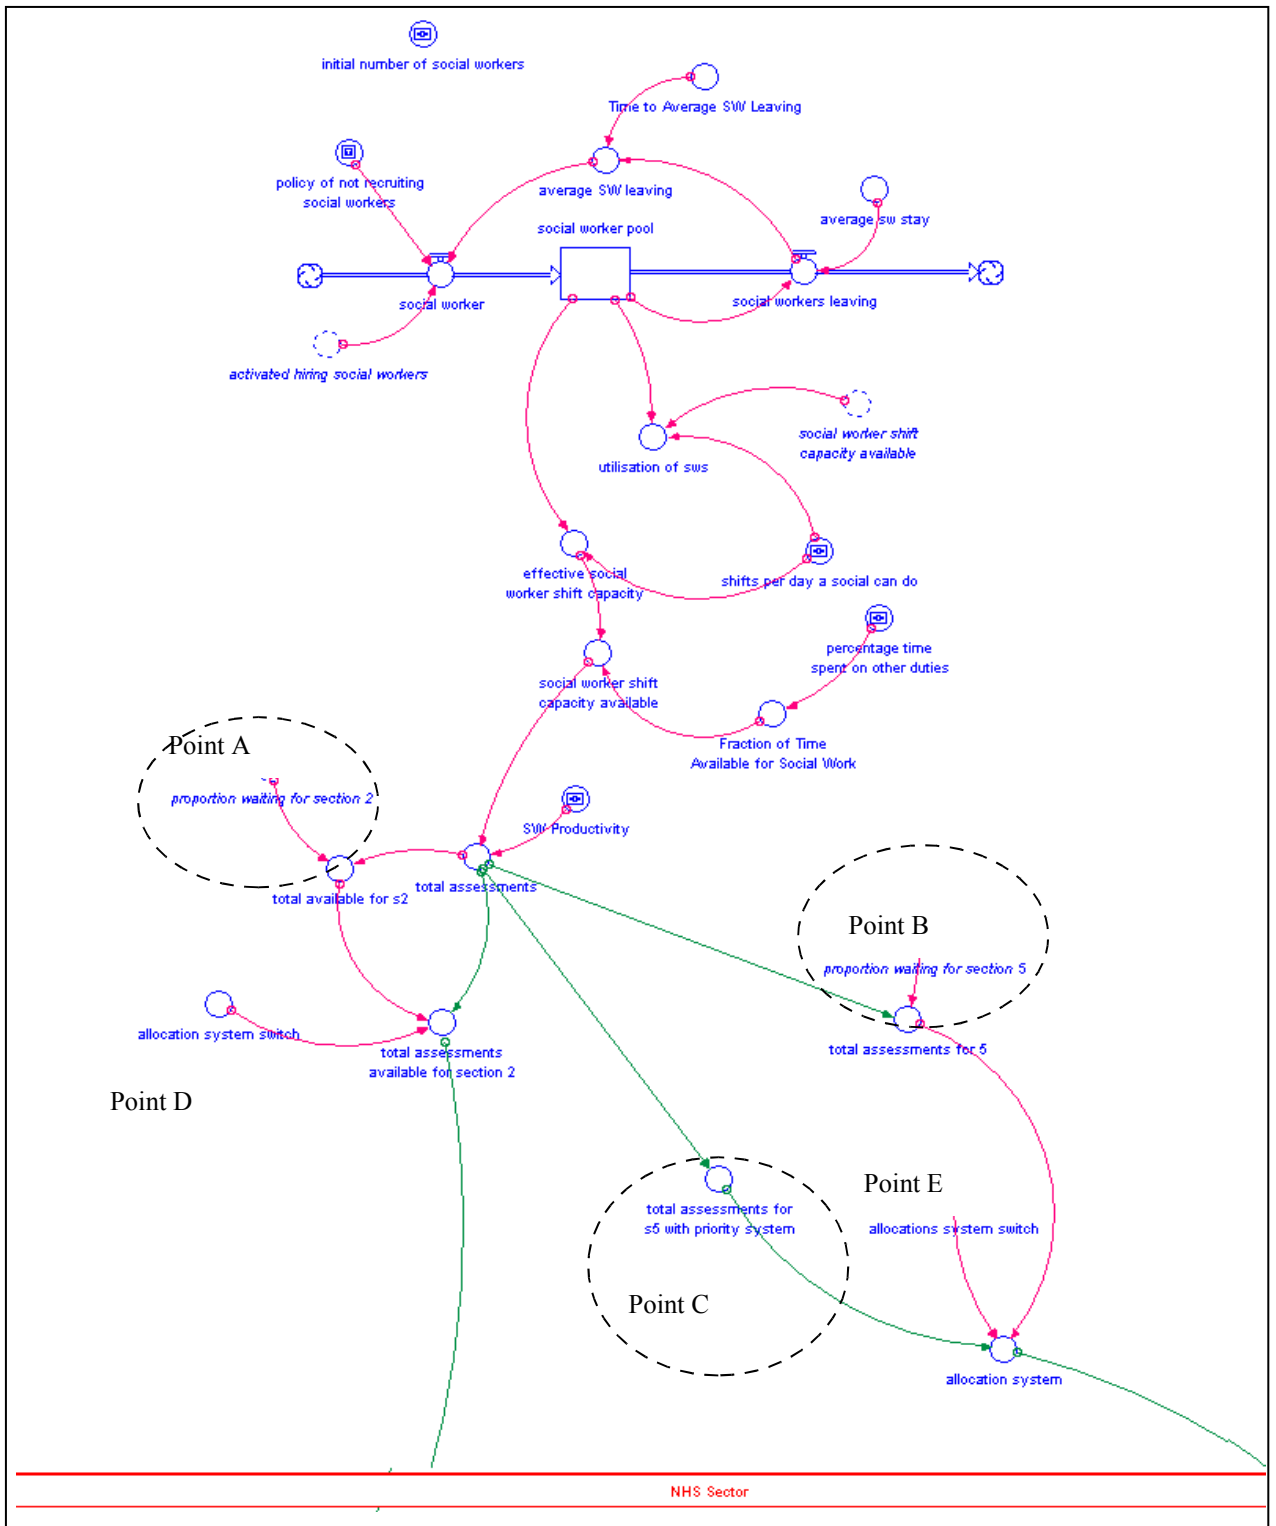 initial number of social workers
Time to Average SW Leaving
policy of not recruiting
social workers
average SW leaving
average sw stay
social worker pool
social worker
social workers leaving
activated hiring social workers
social worker shift
capacity available
utilisation of sws
effective social
worker shift capacity
shifts per day a social can do
percentage time
spent on other duties
social worker shift
capacity available
Fraction of Time
Available for Social Work
Point A
proportion waiting for section 2
SW Productivity
total available for s2
total assessments
Point B
proportion waiting for section 5
allocation system switch
total assessments
available for section 2
total assessments for 5
Point D
Point E
total assessments for
s5 with priority system
allocations system switch
Point C
allocation system
NHS Sector